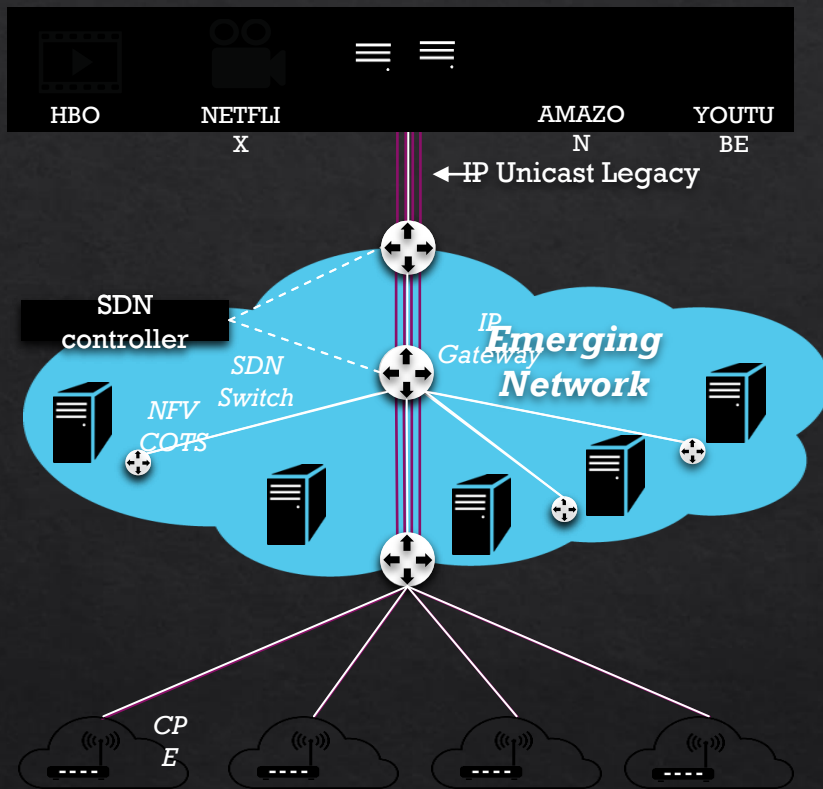 HBO
NETFLI
X
AMAZO
N
YOUTU
BE
IP Unicast Legacy
SDN
controller
IP
Gateway
Emerging
Network
SDN
Switch
NFV
COTS
CP
E